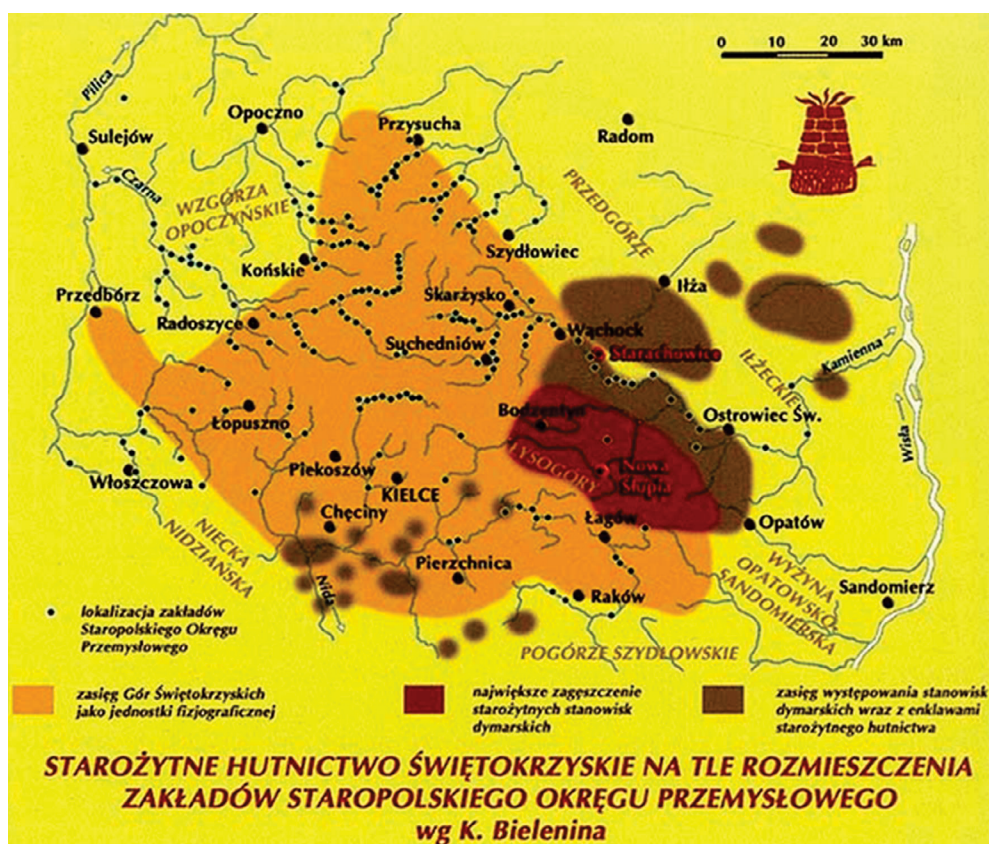 0 10 20 30 km
Pilica
Opoczno
Przysucha
Radom
Sulejów
Czarna
WZGÓRZA
OPOCZYŃSKIE
PRZEDGÓRZE
Szydłowiec
Końskie
Iłża
Przedbórz
Skarżysko
Radoszyce
Wąchock
Suchedniów
Starachowice
IŁŻECKIE
Kamienna
Bodzentyn
Łopuszno
Ostrowiec Św.
Wisła
ŁYSOGÓRY
Piekoszów
Nowa
Słupia
Włoszczowa
KIELCE
Chęciny
Łagów
Opatów
NIECKA
NIDZIAŃSKA
Pierzchnica
WYŻYNA
OPATOWSKO-
SANDOMIERSKA
Nida
Raków
Sandomierz
POGÓRZE SZYDŁOWSKIE
lokalizacja zakładów
Staropolskiego Okręgu
Przemysłowego
zasięg Gór Świętokrzyskich
jako jednostki fizjograficznej
największe zagęszczenie
starożytnych stanowisk
dymarskich
zasięg występowania stanowisk
dymarskich wraz z enklawami
starożytnego hutnictwa
STAROŻYTNE HUTNICTWO ŚWIĘTOKRZYSKIE NA TLE ROZMIESZCZENIA
ZAKŁADÓW STAROPOLSKIEGO OKRĘGU PRZEMYSŁOWEGO
wg K. Bielenina